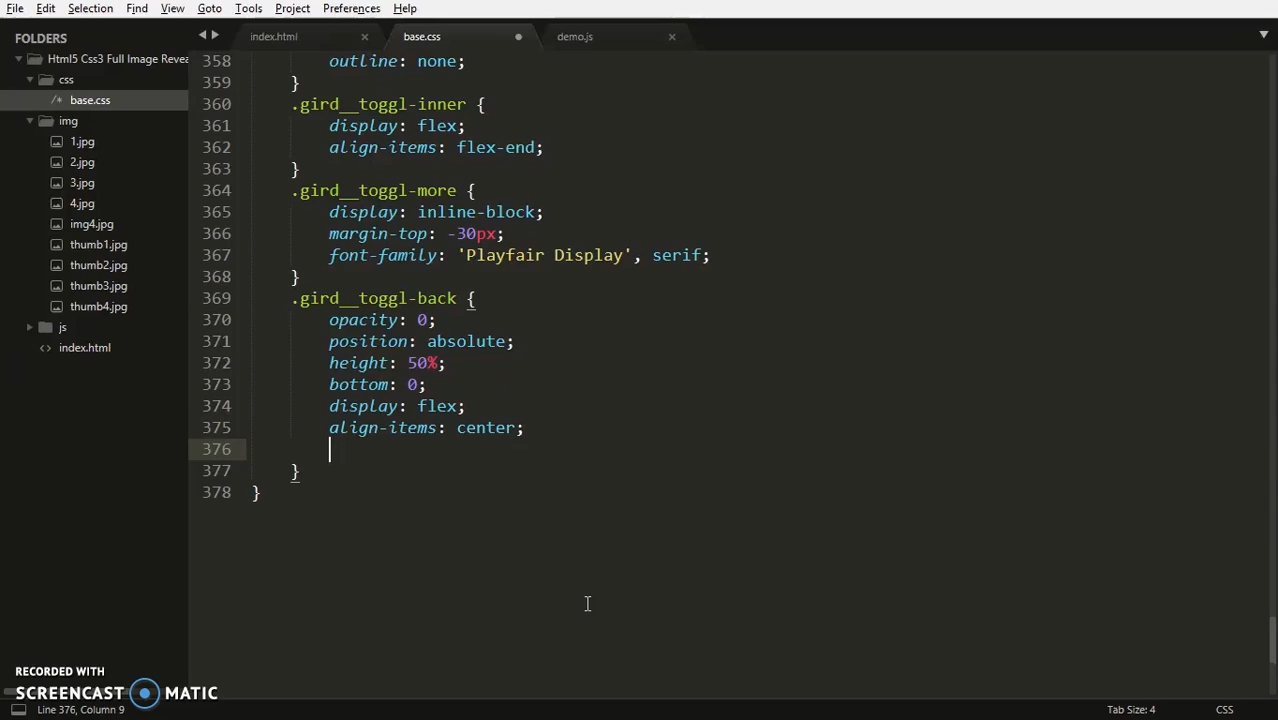 File Edit Selection Find View Goto Tools Project Preferences Help
FOLDERS
Html5 Css3 Full Image Revea
css
/* base.css
img
1.jpg
2.jpg
3.jpg
4.jpg
img4.jpg
thumb1.jpg
thumb2.jpg
thumb3.jpg
thumb4.jpg
js
<> index.html
index.html × base.css demo.js ×
358 outline: none;
359 }
360 .gird__toggl-inner {
361 display: flex;
362 align-items: flex-end;
363 }
364 .gird__toggl-more {
365 display: inline-block;
366 margin-top: -30px;
367 font-family: 'Playfair Display', serif;
368 }
369 .gird__toggl-back {
370 opacity: 0;
371 position: absolute;
372 height: 50%;
373 bottom: 0;
374 display: flex;
375 align-items: center;
376
377 }
378 }
RECORDED WITH
SCREENCAST MATIC
Line 376, Column 9
Tab Size: 4
CSS